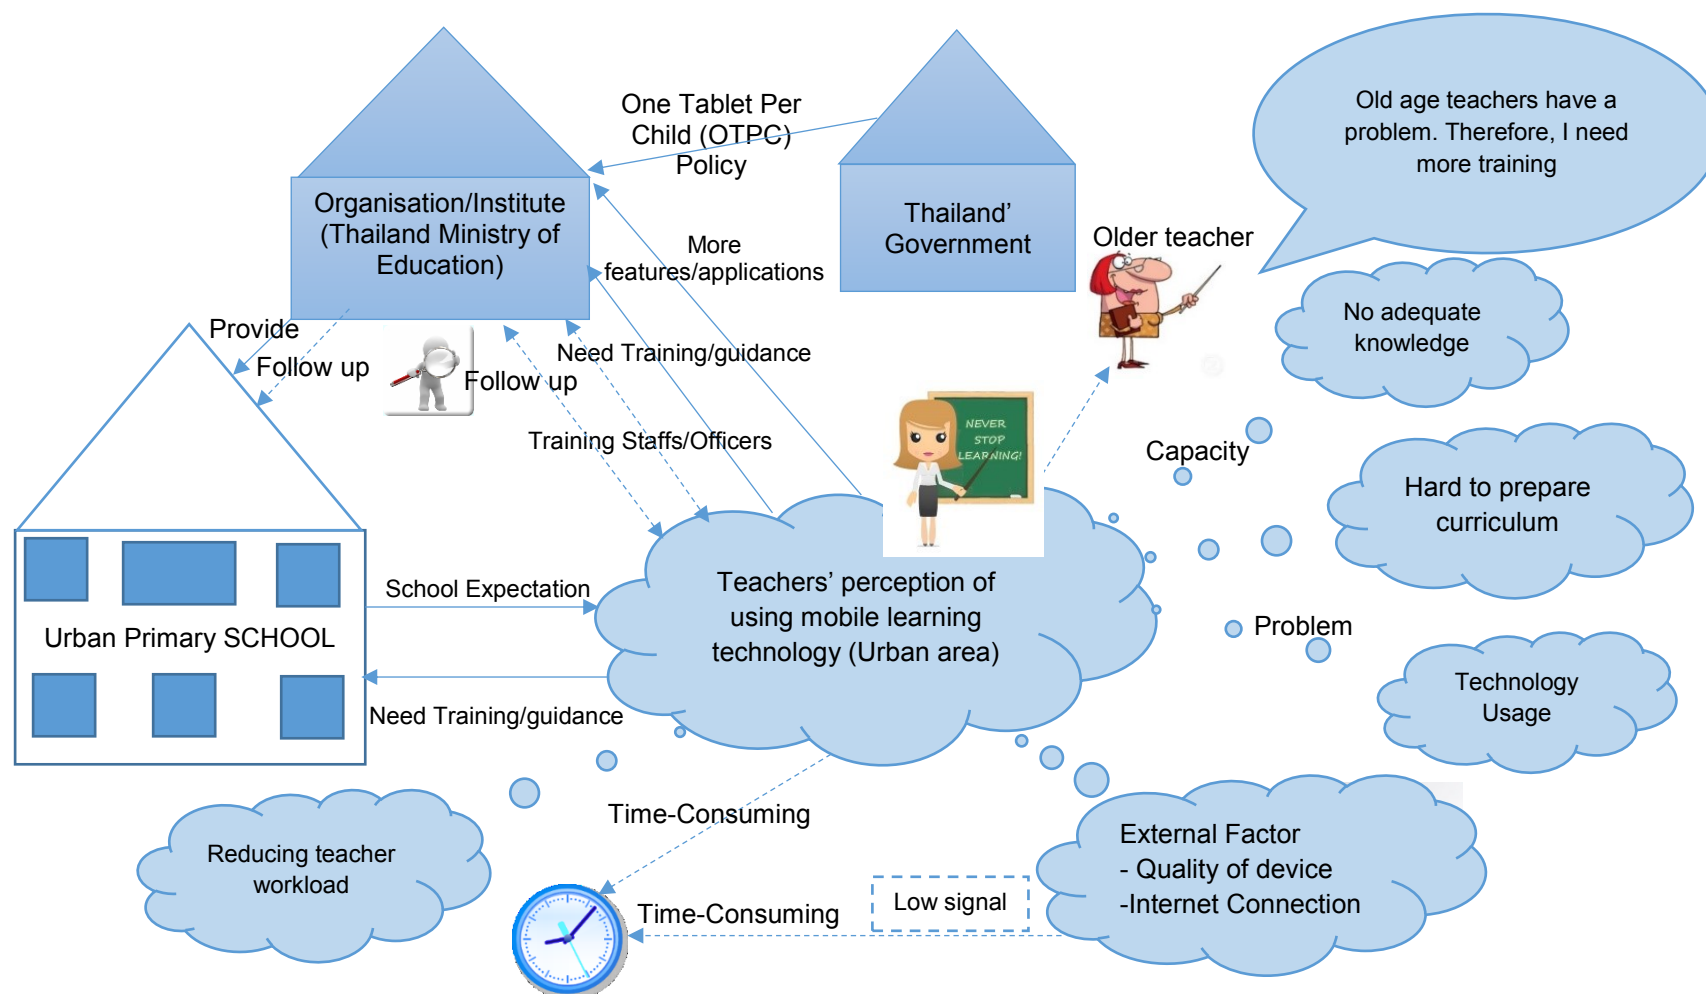 One Tablet Per
Child (OTPC)
Policy
Old age teachers have a
problem. Therefore, I need
more training
Organisation/Institute
(Thailand Ministry of
Education)
Thailand’
Government
More
features/applications
Older teacher
Provide
Follow up
Need Training/guidance
Follow up
No adequate
knowledge
NEVER
STOP
LEARNING!
Training Staffs/Officers
Capacity
Hard to prepare
curriculum
School Expectation
Teachers’ perception of
using mobile learning
technology (Urban area)
Urban Primary SCHOOL
Problem
Need Training/guidance
Technology
Usage
Time-Consuming
Reducing teacher
workload
External Factor
- Quality of device
-Internet Connection
Low signal
Time-Consuming